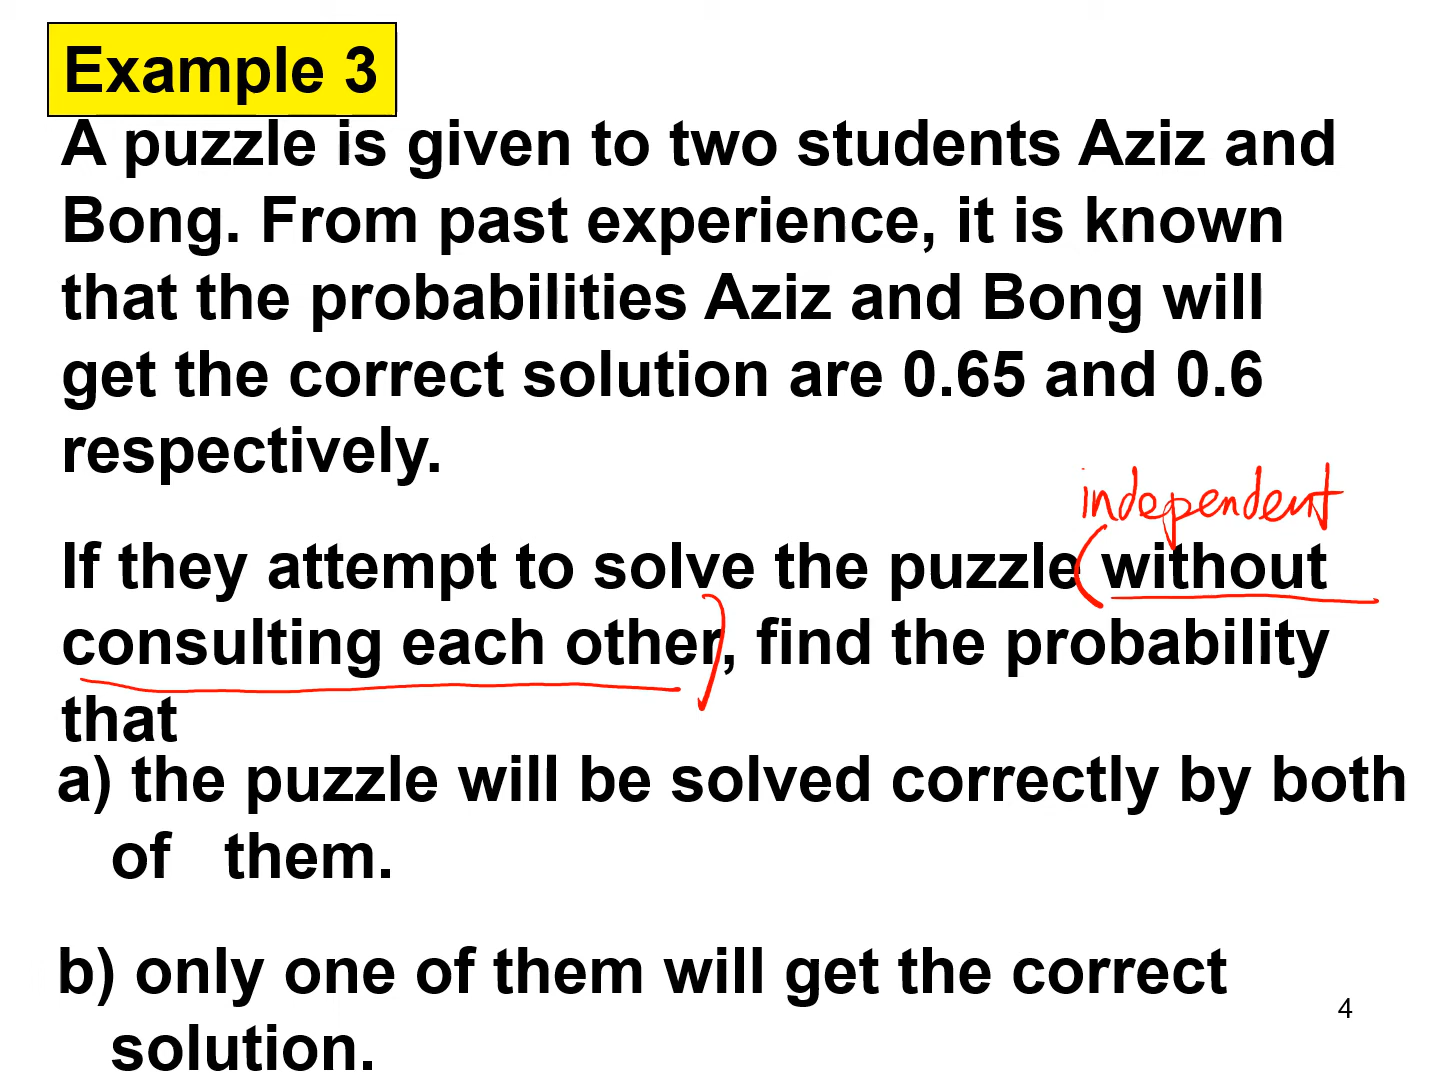 Example 3
A puzzle is given to two students Aziz and
Bong. From past experience, it is known
that the probabilities Aziz and Bong will
get the correct solution are 0.65 and 0.6
respectively.
independent
If they attempt to solve the puzzle (without
consulting each other), find the probability
that
a) the puzzle will be solved correctly by both
of them.
b) only one of them will get the correct
solution.
4